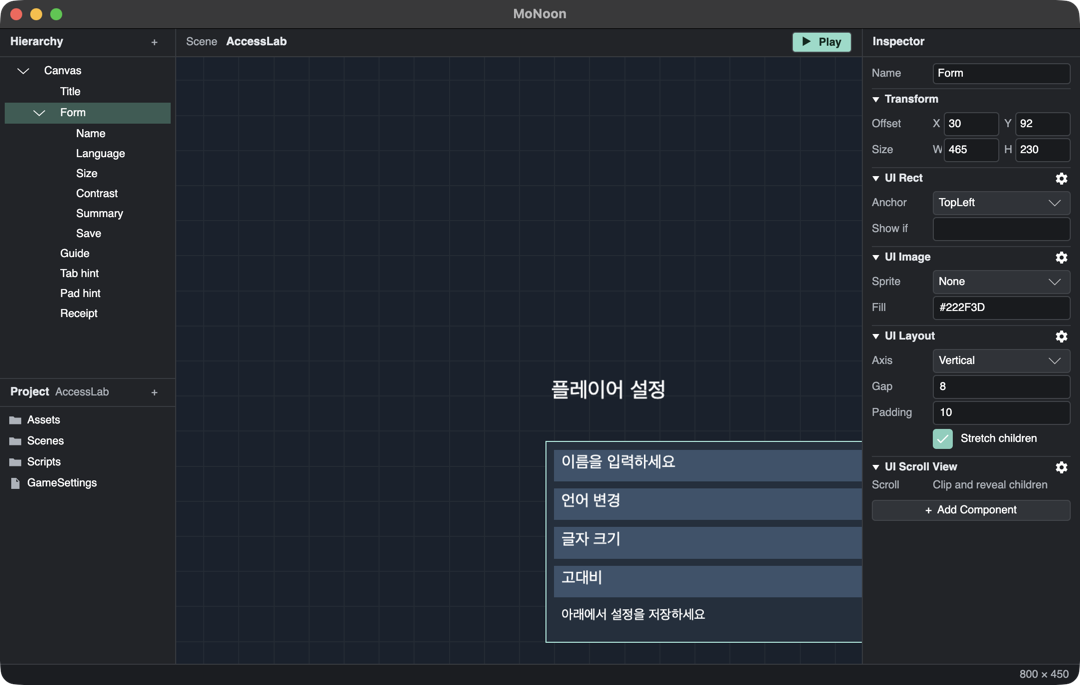 MoNoon
Hierarchy +
Canvas
Title
Form
Name
Language
Size
Contrast
Summary
Save
Guide
Tab hint
Pad hint
Receipt
Project AccessLab +
Assets
Scenes
Scripts
GameSettings
Scene AccessLab Play
플레이어 설정
이름을 입력하세요
언어 변경
글자 크기
고대비
아래에서 설정을 저장하세요
Inspector
Name Form
Transform
Offset X 30 Y 92
Size W 465 H 230
UI Rect
Anchor TopLeft
Show if
UI Image
Sprite None
Fill #222F3D
UI Layout
Axis Vertical
Gap 8
Padding 10
Stretch children
UI Scroll View
Scroll Clip and reveal children
+ Add Component
800 × 450